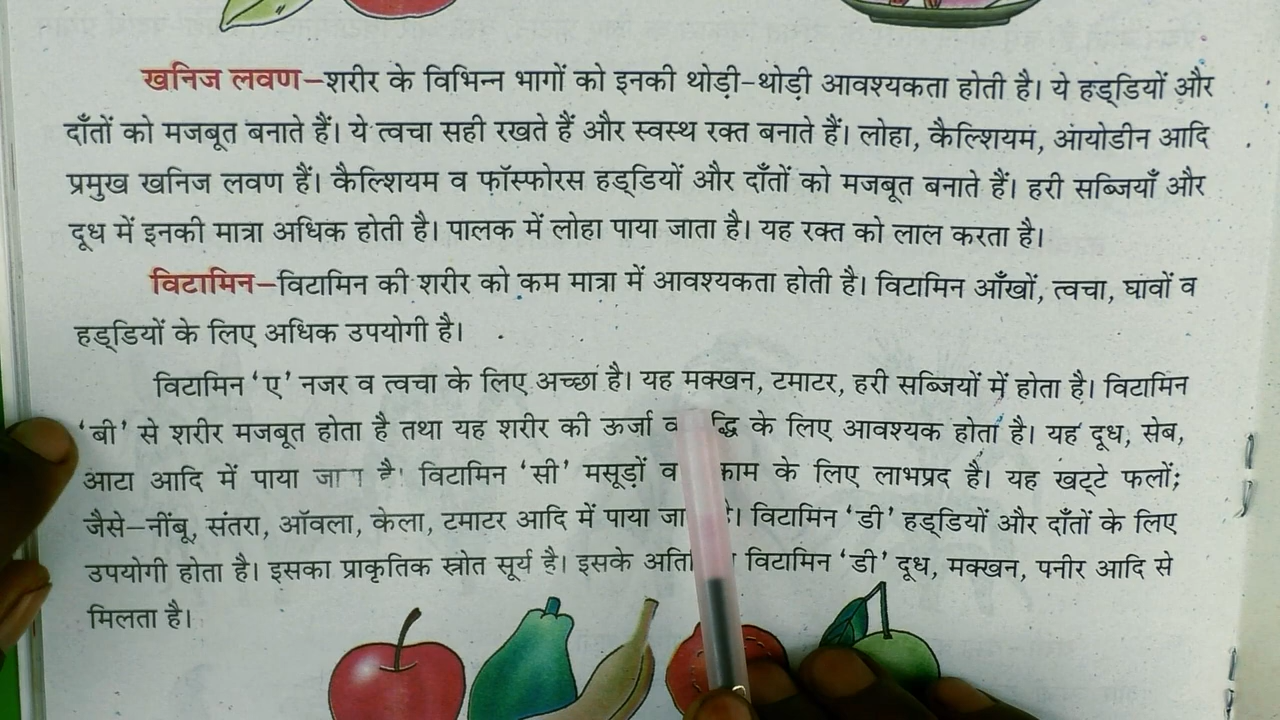 खनिज लवण–शरीर के विभिन्न भागों को इनकी थोड़ी-थोड़ी आवश्यकता होती है। ये हड्डियों और
दाँतों को मजबूत बनाते हैं। ये त्वचा सही रखते हैं और स्वस्थ रक्त बनाते हैं। लोहा, कैल्शियम, आयोडीन आदि
प्रमुख खनिज लवण हैं। कैल्शियम व फॉस्फोरस हड्डियों और दाँतों को मजबूत बनाते हैं। हरी सब्जियाँ और
दूध में इनकी मात्रा अधिक होती है। पालक में लोहा पाया जाता है। यह रक्त को लाल करता है।
विटामिन–विटामिन की शरीर को कम मात्रा में आवश्यकता होती है। विटामिन आँखों, त्वचा, घावों व
हड्डियों के लिए अधिक उपयोगी है।
विटामिन ‘ए’ नजर व त्वचा के लिए अच्छा है। यह मक्खन, टमाटर, हरी सब्जियों में होता है। विटामिन
‘बी’ से शरीर मजबूत होता है तथा यह शरीर की ऊर्जा व के लिए आवश्यक होता है। यह दूध, सेब,
आटा आदि में पाया है। विटामिन ‘सी’ मसूड़ों व के लिए लाभप्रद है। यह खट्टे फलों;
जैसे–नींबू, संतरा, ऑवला, केला, टमाटर आदि में पाया विटामिन ‘डी’ हड्डियों और दाँतों के लिए
उपयोगी होता है। इसका प्राकृतिक स्रोत सूर्य है। इसके विटामिन ‘डी’ दूध, मक्खन, पनीर आदि से
मिलता है।